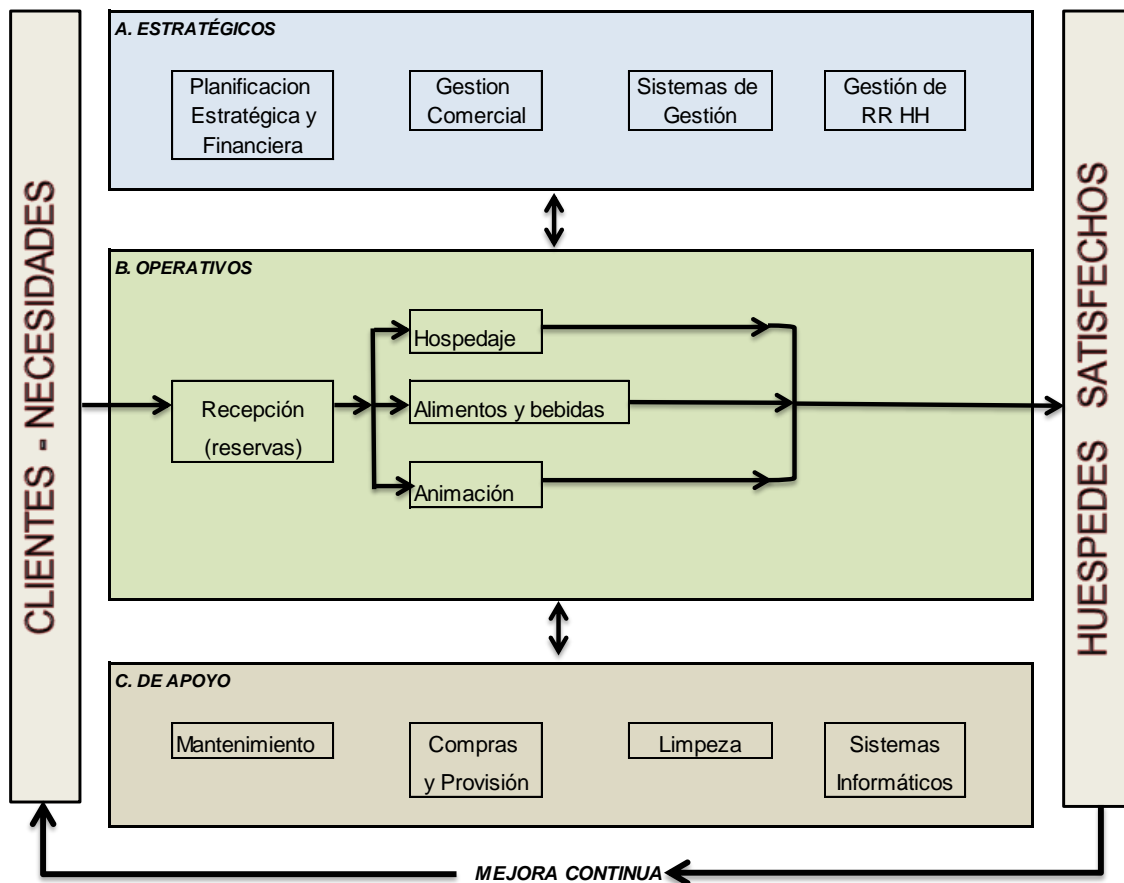 CLIENTES - NECESIDADES
A. ESTRATÉGICOS
Planificacion
Estratégica y
Financiera
Gestion
Comercial
Sistemas de
Gestión
Gestión de
RR HH
B. OPERATIVOS
Recepción
(reservas)
Hospedaje
Alimentos y bebidas
Animación
C. DE APOYO
Mantenimiento
Compras
y Provisión
Limpeza
Sistemas
Informáticos
HUESPEDES SATISFECHOS
MEJORA CONTINUA